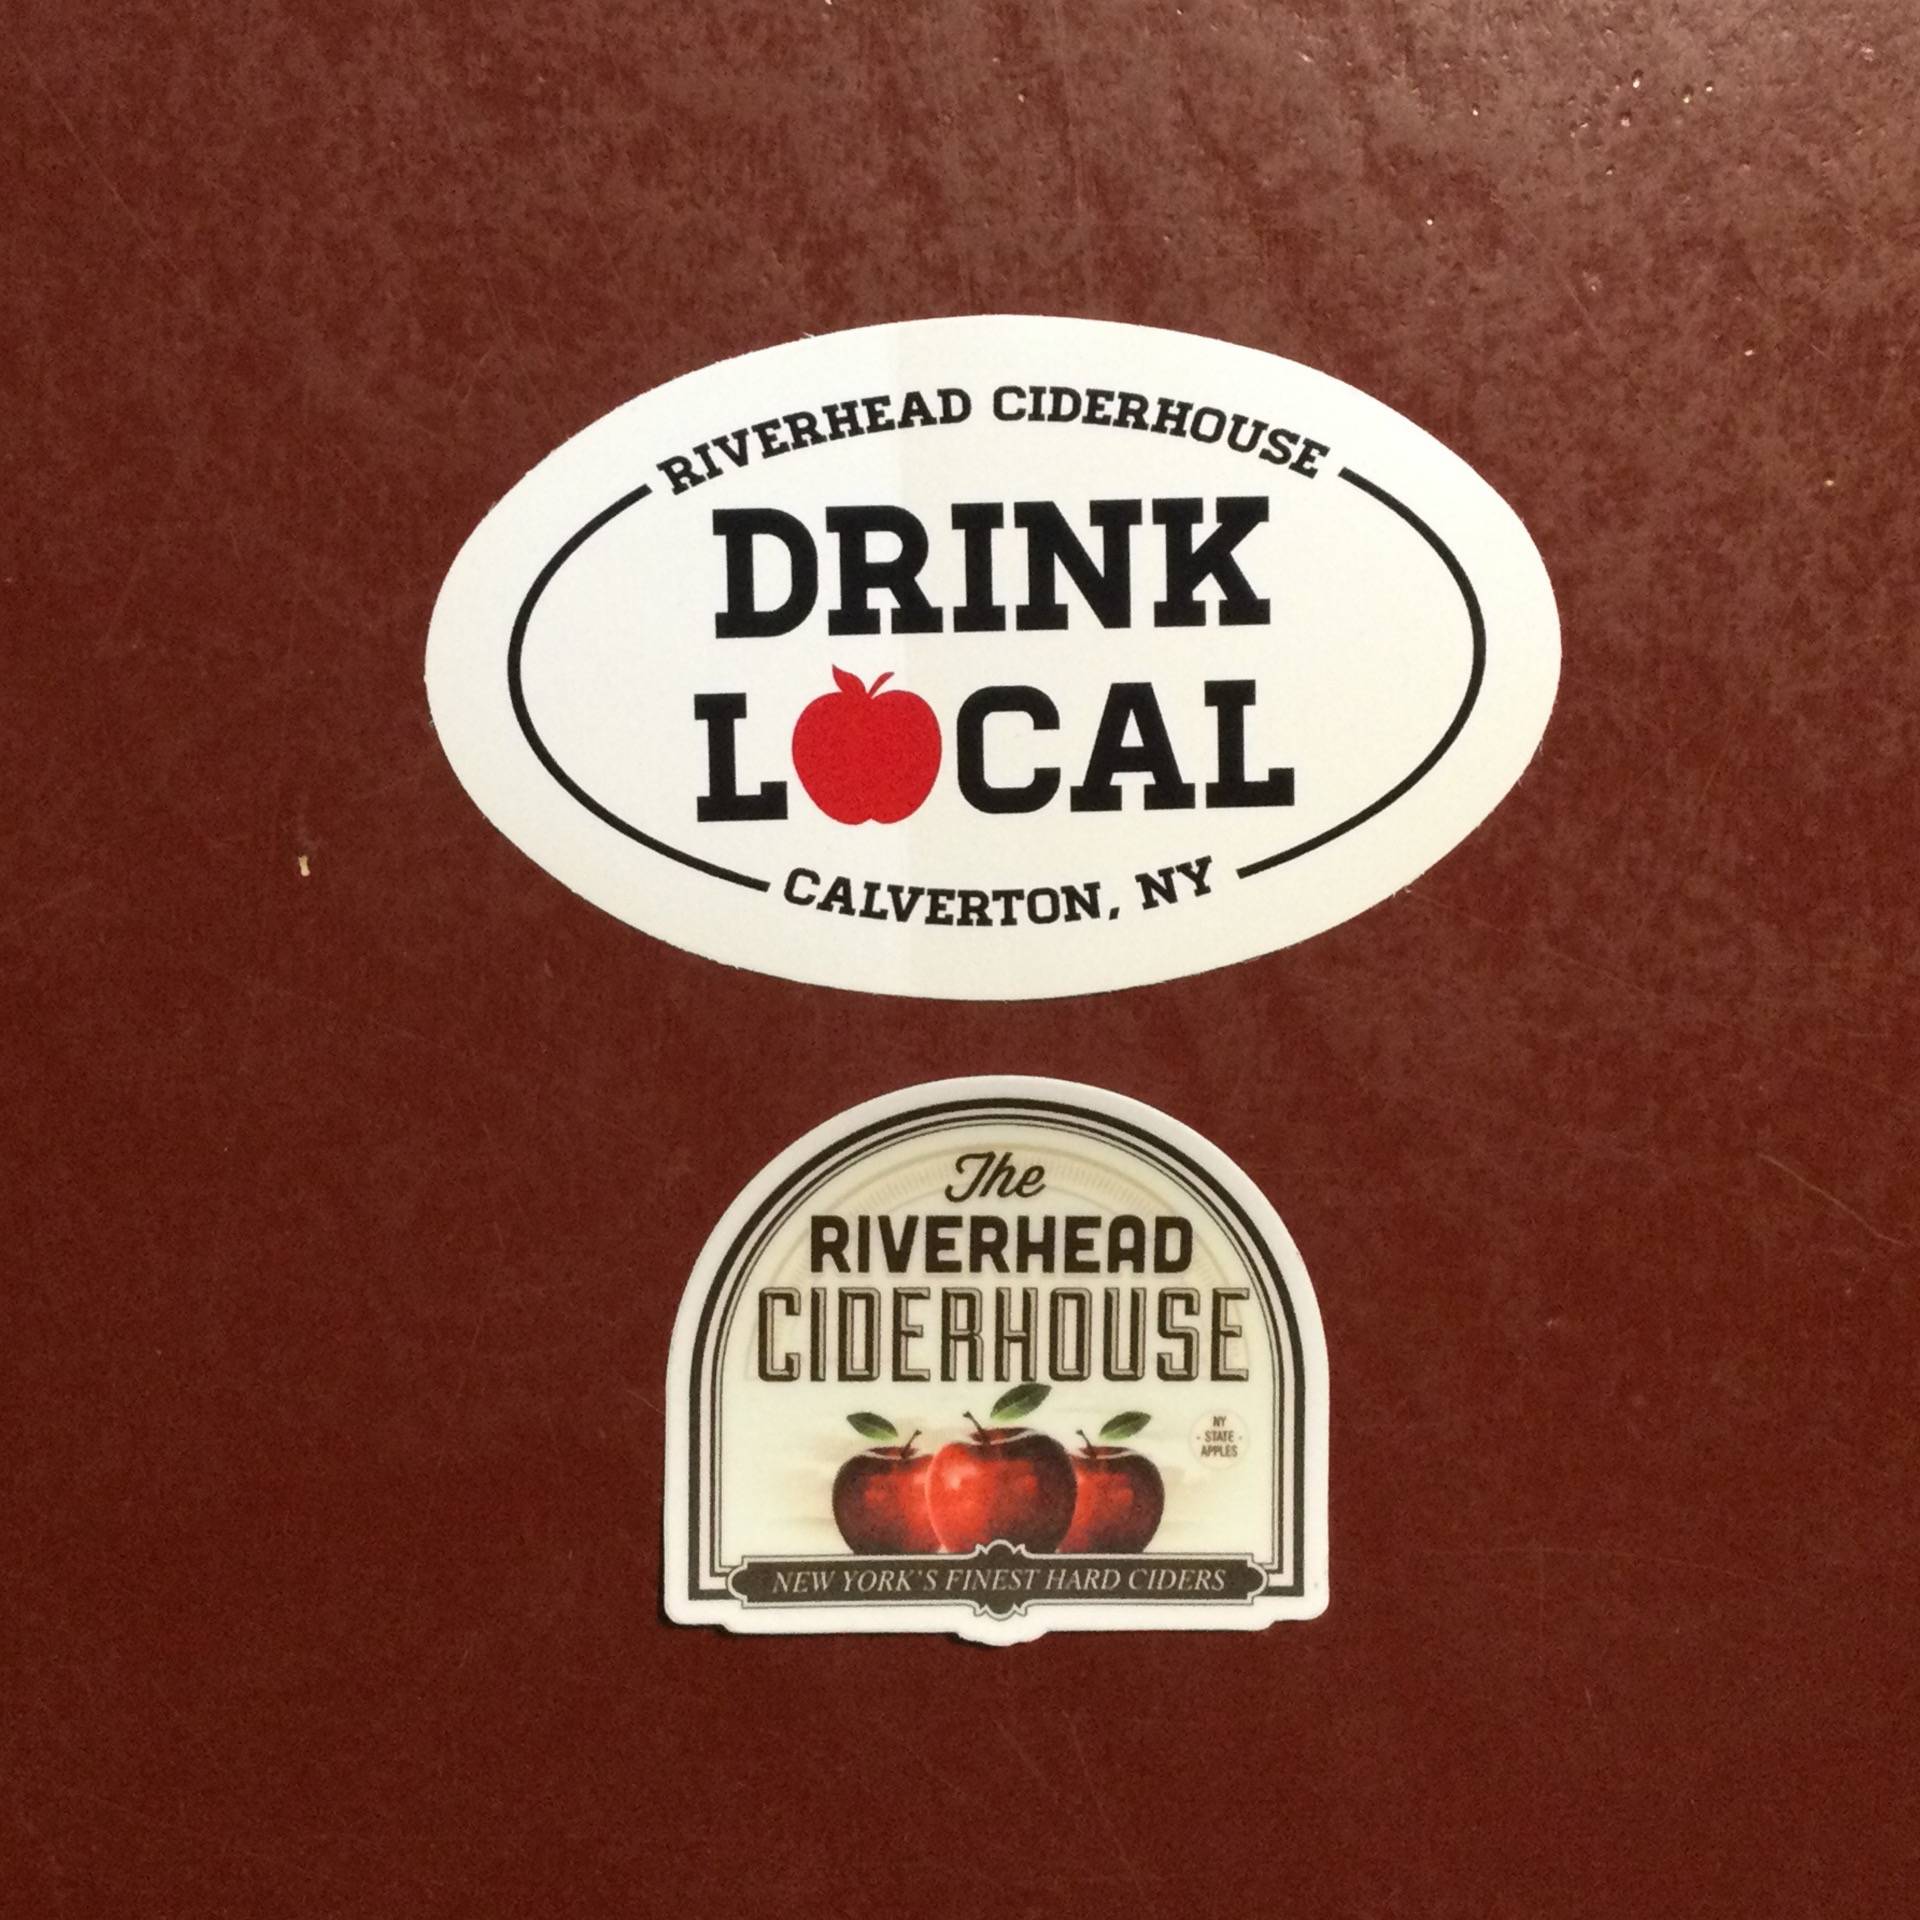 RIVERHEAD CIDERHOUSE
DRINK
LOCAL
CALVERTON, NY
The
RIVERHEAD
CIDERHOUSE
NY
- STATE -
APPLES
NEW YORK'S FINEST HARD CIDERS